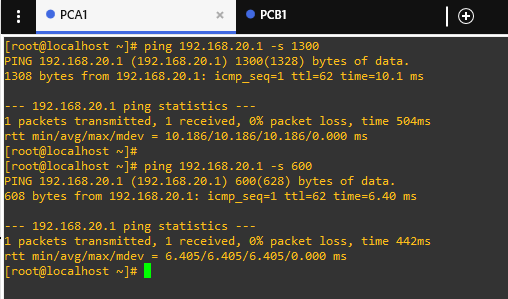 PCA1
PCB1
[root@localhost ~]# ping 192.168.20.1 -s 1300
PING 192.168.20.1 (192.168.20.1) 1300(1328) bytes of data.
1308 bytes from 192.168.20.1: icmp_seq=1 ttl=62 time=10.1 ms
--- 192.168.20.1 ping statistics ---
1 packets transmitted, 1 received, 0% packet loss, time 504ms
rtt min/avg/max/mdev = 10.186/10.186/10.186/0.000 ms
[root@localhost ~]#
[root@localhost ~]# ping 192.168.20.1 -s 600
PING 192.168.20.1 (192.168.20.1) 600(628) bytes of data.
608 bytes from 192.168.20.1: icmp_seq=1 ttl=62 time=6.40 ms
--- 192.168.20.1 ping statistics ---
1 packets transmitted, 1 received, 0% packet loss, time 442ms
rtt min/avg/max/mdev = 6.405/6.405/6.405/0.000 ms
[root@localhost ~]#